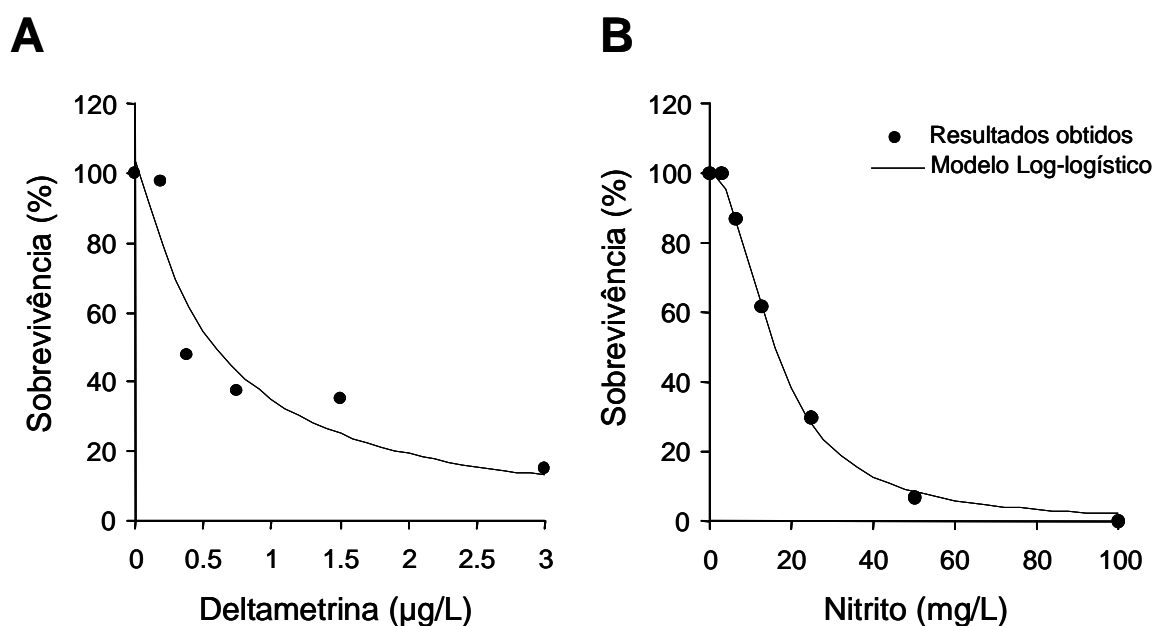 A
B
120
100
80
60
40
20
0
Sobrevivência (%)
0 0.5 1 1.5 2 2.5 3
Deltametrina (µg/L)
120
100
80
60
40
20
0
Sobrevivência (%)
0 20 40 60 80 100
Nitrito (mg/L)
Resultados obtidos
Modelo Log-logístico